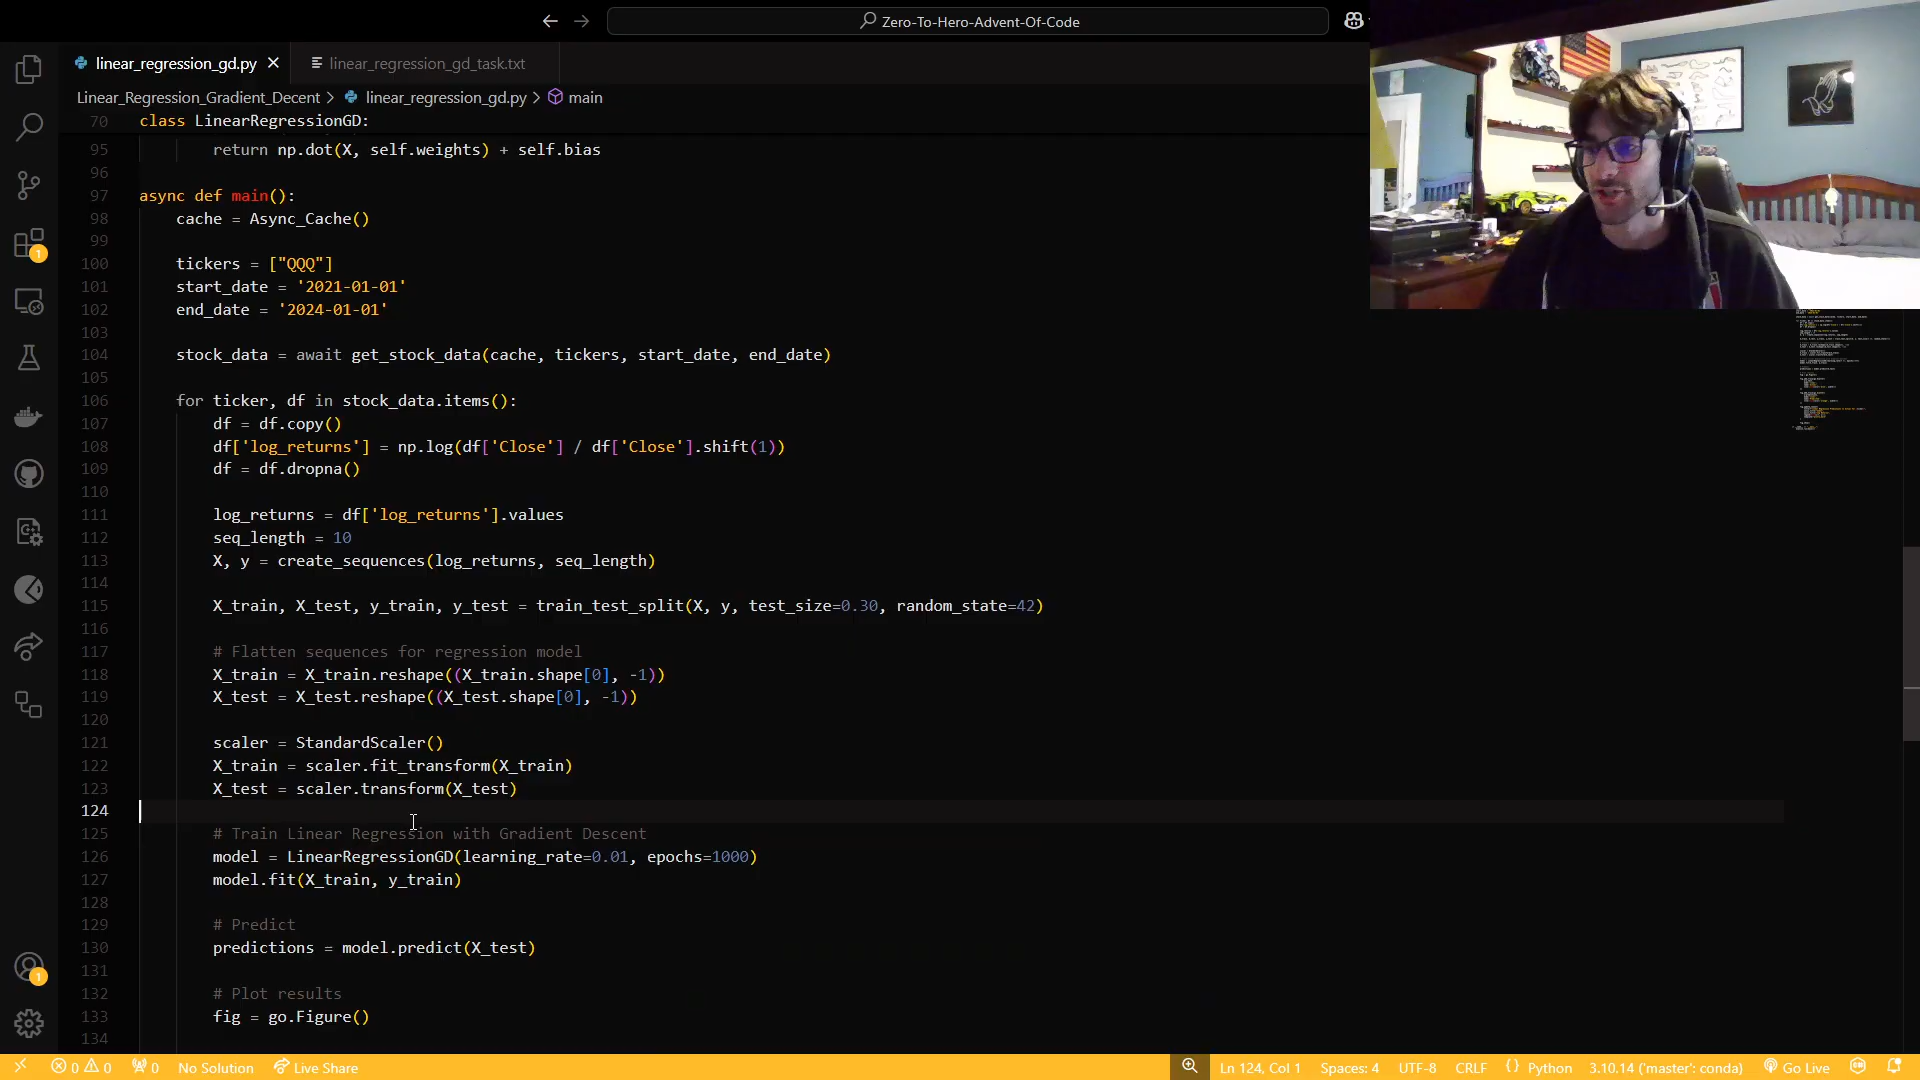 Zero-To-Hero-Advent-Of-Code
linear_regression_gd.py
linear_regression_gd_task.txt
Linear_Regression_Gradient_Decent > linear_regression_gd.py > main
70 class LinearRegressionGD:
95 return np.dot(X, self.weights) + self.bias
96
97 async def main():
98 cache = Async_Cache()
99
100 tickers = ["QQQ"]
101 start_date = '2021-01-01'
102 end_date = '2024-01-01'
103
104 stock_data = await get_stock_data(cache, tickers, start_date, end_date)
105
106 for ticker, df in stock_data.items():
107 df = df.copy()
108 df['log_returns'] = np.log(df['Close'] / df['Close'].shift(1))
109 df = df.dropna()
110
111 log_returns = df['log_returns'].values
112 seq_length = 10
113 X, y = create_sequences(log_returns, seq_length)
114
115 X_train, X_test, y_train, y_test = train_test_split(X, y, test_size=0.30, random_state=42)
116
117 # Flatten sequences for regression model
118 X_train = X_train.reshape((X_train.shape[0], -1))
119 X_test = X_test.reshape((X_test.shape[0], -1))
120
121 scaler = StandardScaler()
122 X_train = scaler.fit_transform(X_train)
123 X_test = scaler.transform(X_test)
124
125 # Train Linear Regression with Gradient Descent
126 model = LinearRegressionGD(learning_rate=0.01, epochs=1000)
127 model.fit(X_train, y_train)
128
129 # Predict
130 predictions = model.predict(X_test)
131
132 # Plot results
133 fig = go.Figure()
134
1
1
0 0 0 No Solution Live Share Ln 124, Col 1 Spaces: 4 UTF-8 CRLF { } Python 3.10.14 ('master': conda) Go Live